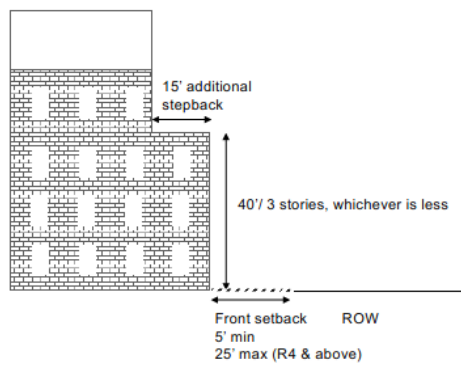 15’ additional
stepback
40’/ 3 stories, whichever is less
Front setback
ROW
5’ min
25’ max (R4 & above)